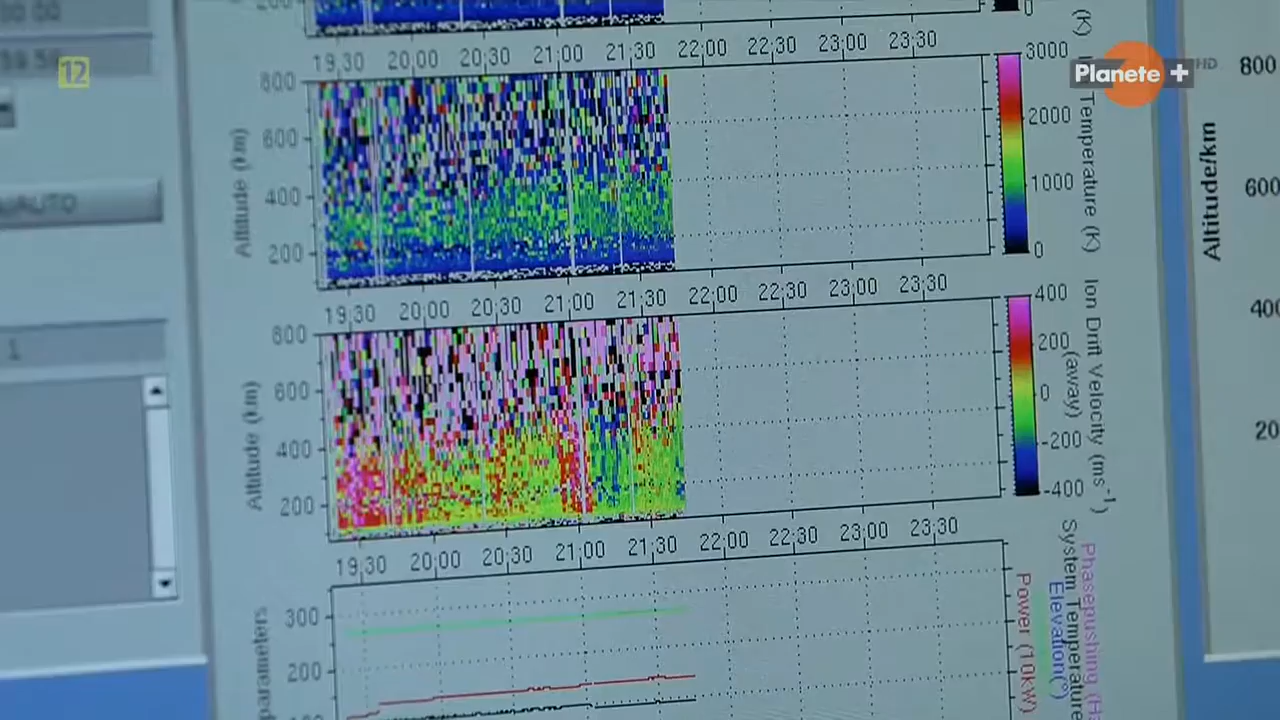 12
Planete +
HD
(K)
0
19:30 20:00 20:30 21:00 21:30 22:00 22:30 23:00 23:30
Altitude (km)
800
600
400
200
3000
2000
1000
0
Temperature (K)
19:30 20:00 20:30 21:00 21:30 22:00 22:30 23:00 23:30
Altitude (km)
800
600
400
200
400
200
0
-200
-400
Ion Drift Velocity (ms⁻¹)
(away)
19:30 20:00 20:30 21:00 21:30 22:00 22:30 23:00 23:30
parameters
300
200
Power (10kW)
Elevation(°)
System Temperature
Phasepushing
1
Altitude/km
800